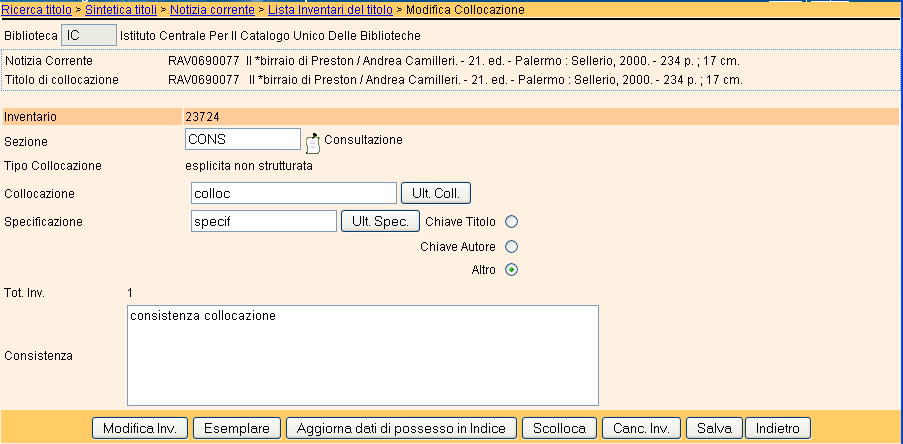 Ricerca titolo > Sintetica titoli > Notizia corrente > Lista Inventari del titolo > Modifica Collocazione
Biblioteca IC Istituto Centrale Per Il Catalogo Unico Delle Biblioteche
Notizia Corrente RAV0690077 Il *birraio di Preston / Andrea Camilleri. - 21. ed. - Palermo : Sellerio, 2000. - 234 p. ; 17 cm.
Titolo di collocazione RAV0690077 Il *birraio di Preston / Andrea Camilleri. - 21. ed. - Palermo : Sellerio, 2000. - 234 p. ; 17 cm.
Inventario 23724
Sezione CONS Consultazione
Tipo Collocazione esplicita non strutturata
Collocazione colloc Ult. Coll.
Specificazione specif Ult. Spec. Chiave Titolo
Chiave Autore
Altro
Tot. Inv. 1
consistenza collocazione
Consistenza
Modifica Inv. Esemplare Aggiorna dati di possesso in Indice Scolloca Canc. Inv. Salva Indietro